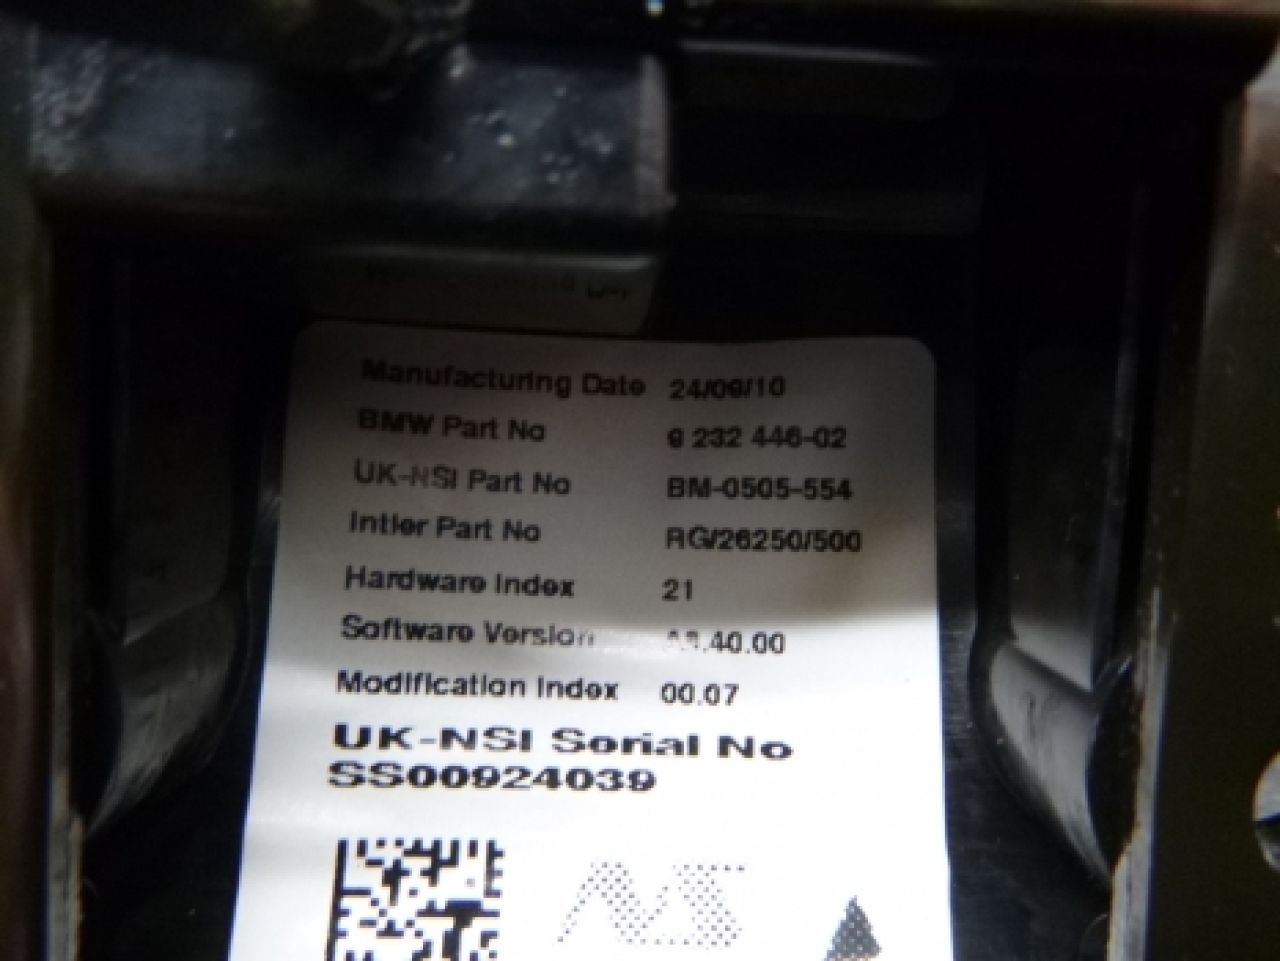 Manufacturing Date 24/09/10
BMW Part No 9 232 446-02
UK-NSI Part No BM-0505-554
Intier Part No RG/26250/500
Hardware Index 21
Software Version
Modification Index 00.07
UK-NSI Serial No
SS00924039